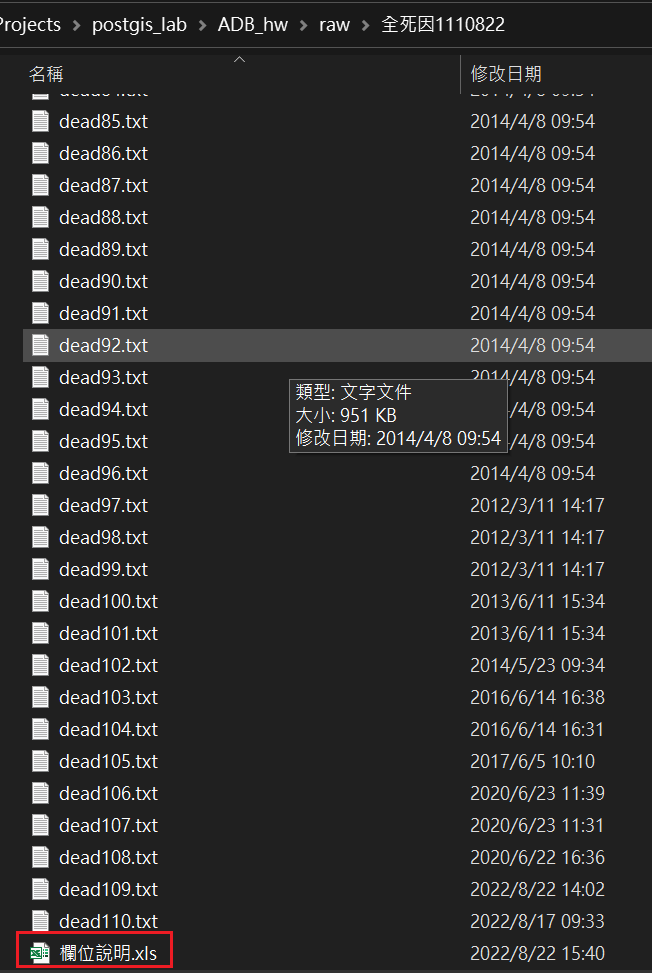 Projects > postgis_lab > ADB_hw > raw > 全死因1110822
名稱 修改日期
dead85.txt 2014/4/8 09:54
dead86.txt 2014/4/8 09:54
dead87.txt 2014/4/8 09:54
dead88.txt 2014/4/8 09:54
dead89.txt 2014/4/8 09:54
dead90.txt 2014/4/8 09:54
dead91.txt 2014/4/8 09:54
dead92.txt 2014/4/8 09:54
dead93.txt 2014/4/8 09:54
類型: 文字文件
dead94.txt 4/8 09:54
大小: 951 KB
dead95.txt 4/8 09:54
修改日期: 2014/4/8 09:54
dead96.txt 2014/4/8 09:54
dead97.txt 2012/3/11 14:17
dead98.txt 2012/3/11 14:17
dead99.txt 2012/3/11 14:17
dead100.txt 2013/6/11 15:34
dead101.txt 2013/6/11 15:34
dead102.txt 2014/5/23 09:34
dead103.txt 2016/6/14 16:38
dead104.txt 2016/6/14 16:31
dead105.txt 2017/6/5 10:10
dead106.txt 2020/6/23 11:39
dead107.txt 2020/6/23 11:31
dead108.txt 2020/6/22 16:36
dead109.txt 2022/8/22 14:02
dead110.txt 2022/8/17 09:33
欄位說明.xls 2022/8/22 15:40